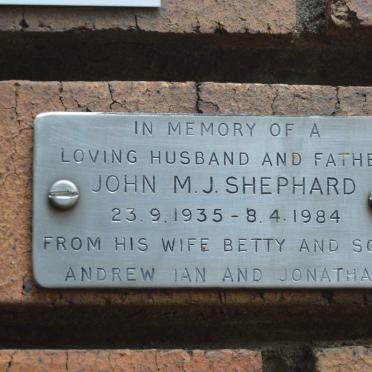 IN MEMORY OF A
LOVING HUSBAND AND FATHE
JOHN M.J. SHEPHARD
23.9.1935 - 8.4.1984
FROM HIS WIFE BETTY AND SO
ANDREW IAN AND JONATHA